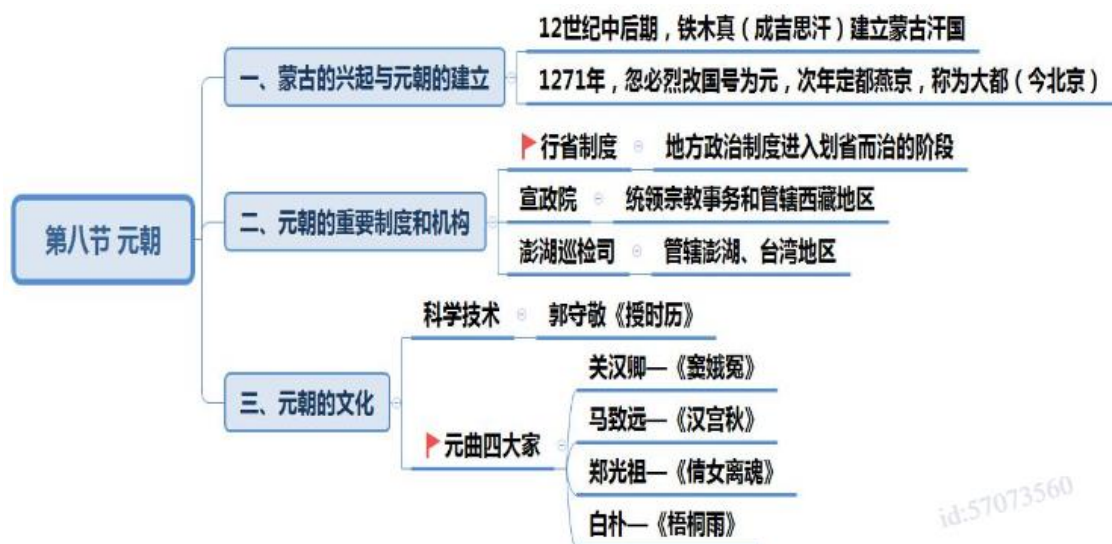 第八节 元朝
一、蒙古的兴起与元朝的建立
12世纪中后期，铁木真（成吉思汗）建立蒙古汗国
1271年，忽必烈改国号为元，次年定都燕京，称为大都（今北京）
二、元朝的重要制度和机构
行省制度
地方政治制度进入划省而治的阶段
宣政院
统领宗教事务和管辖西藏地区
澎湖巡检司
管辖澎湖、台湾地区
三、元朝的文化
科学技术
郭守敬《授时历》
元曲四大家
关汉卿—《窦娥冤》
马致远—《汉宫秋》
郑光祖—《倩女离魂》
白朴—《梧桐雨》
id:57073560